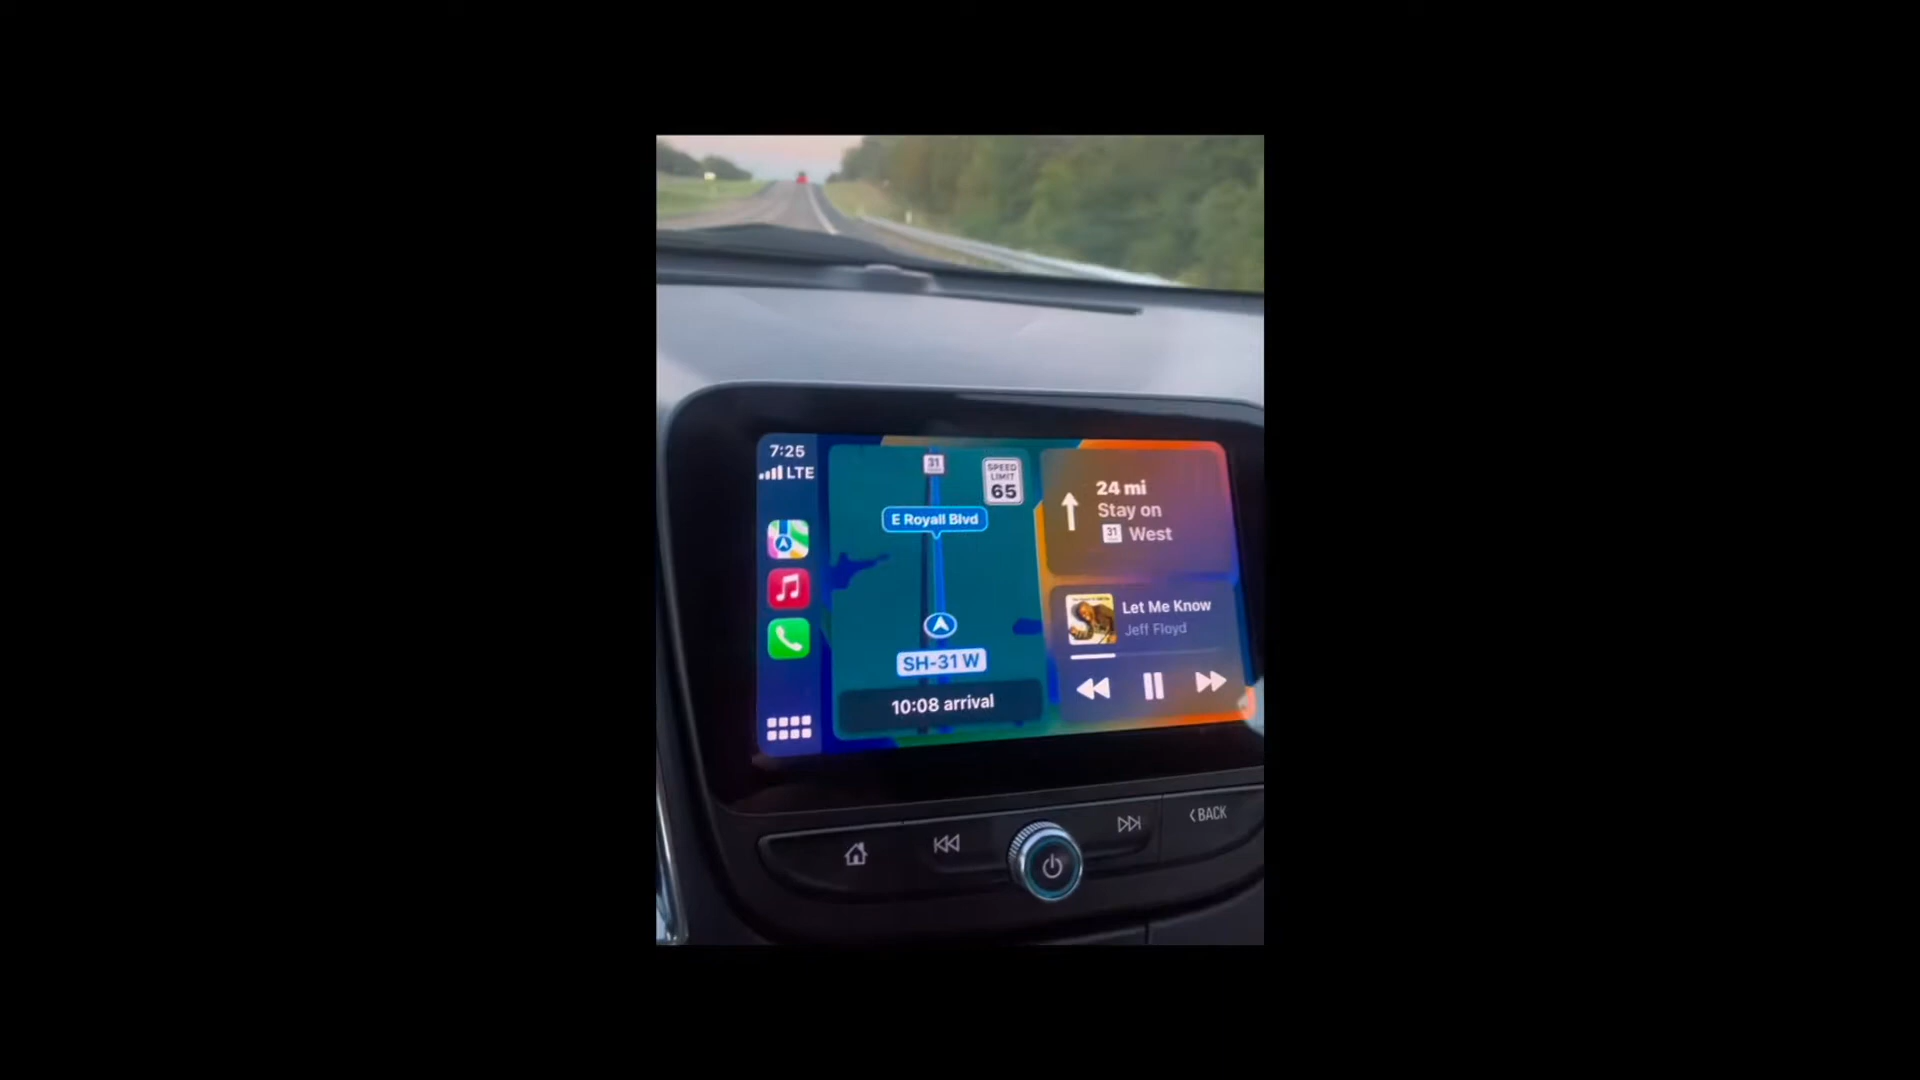 7:25
LTE
31
SPEED
LIMIT
65
E Royall Blvd
SH-31 W
10:08 arrival
24 mi
Stay on
31 West
Let Me Know
Jeff Floyd
BACK